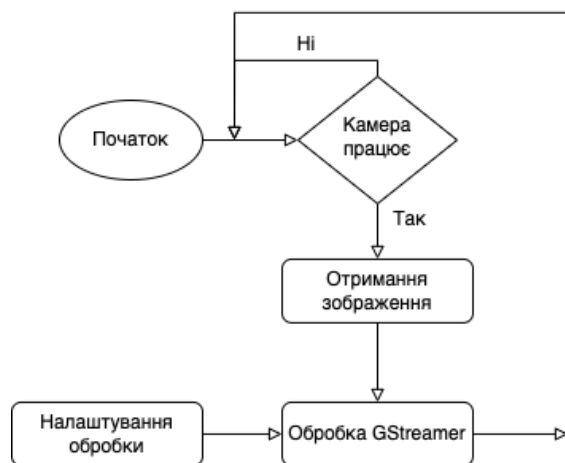 Ні
Початок
Камера
працює
Так
Отримання
зображення
Налаштування
обробки
Обробка GStreamer